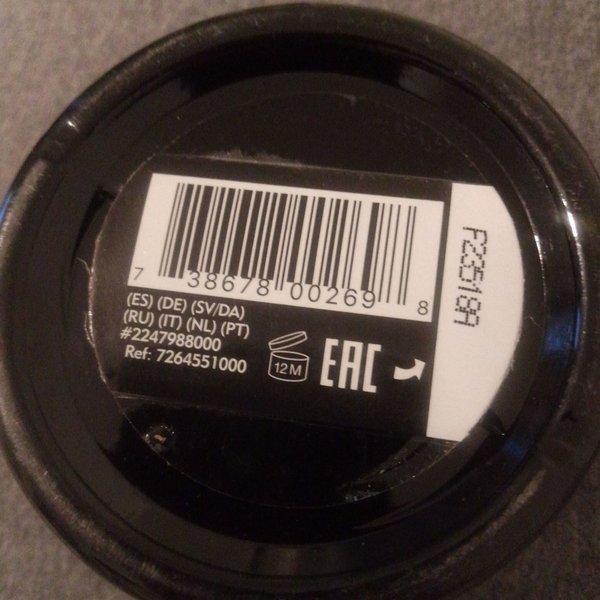 7 38678 00269 8
(ES) (DE) (SV/DA)
(RU) (IT) (NL) (PT)
#2247988000
Ref: 7264551000
12M
EAC
F23518A